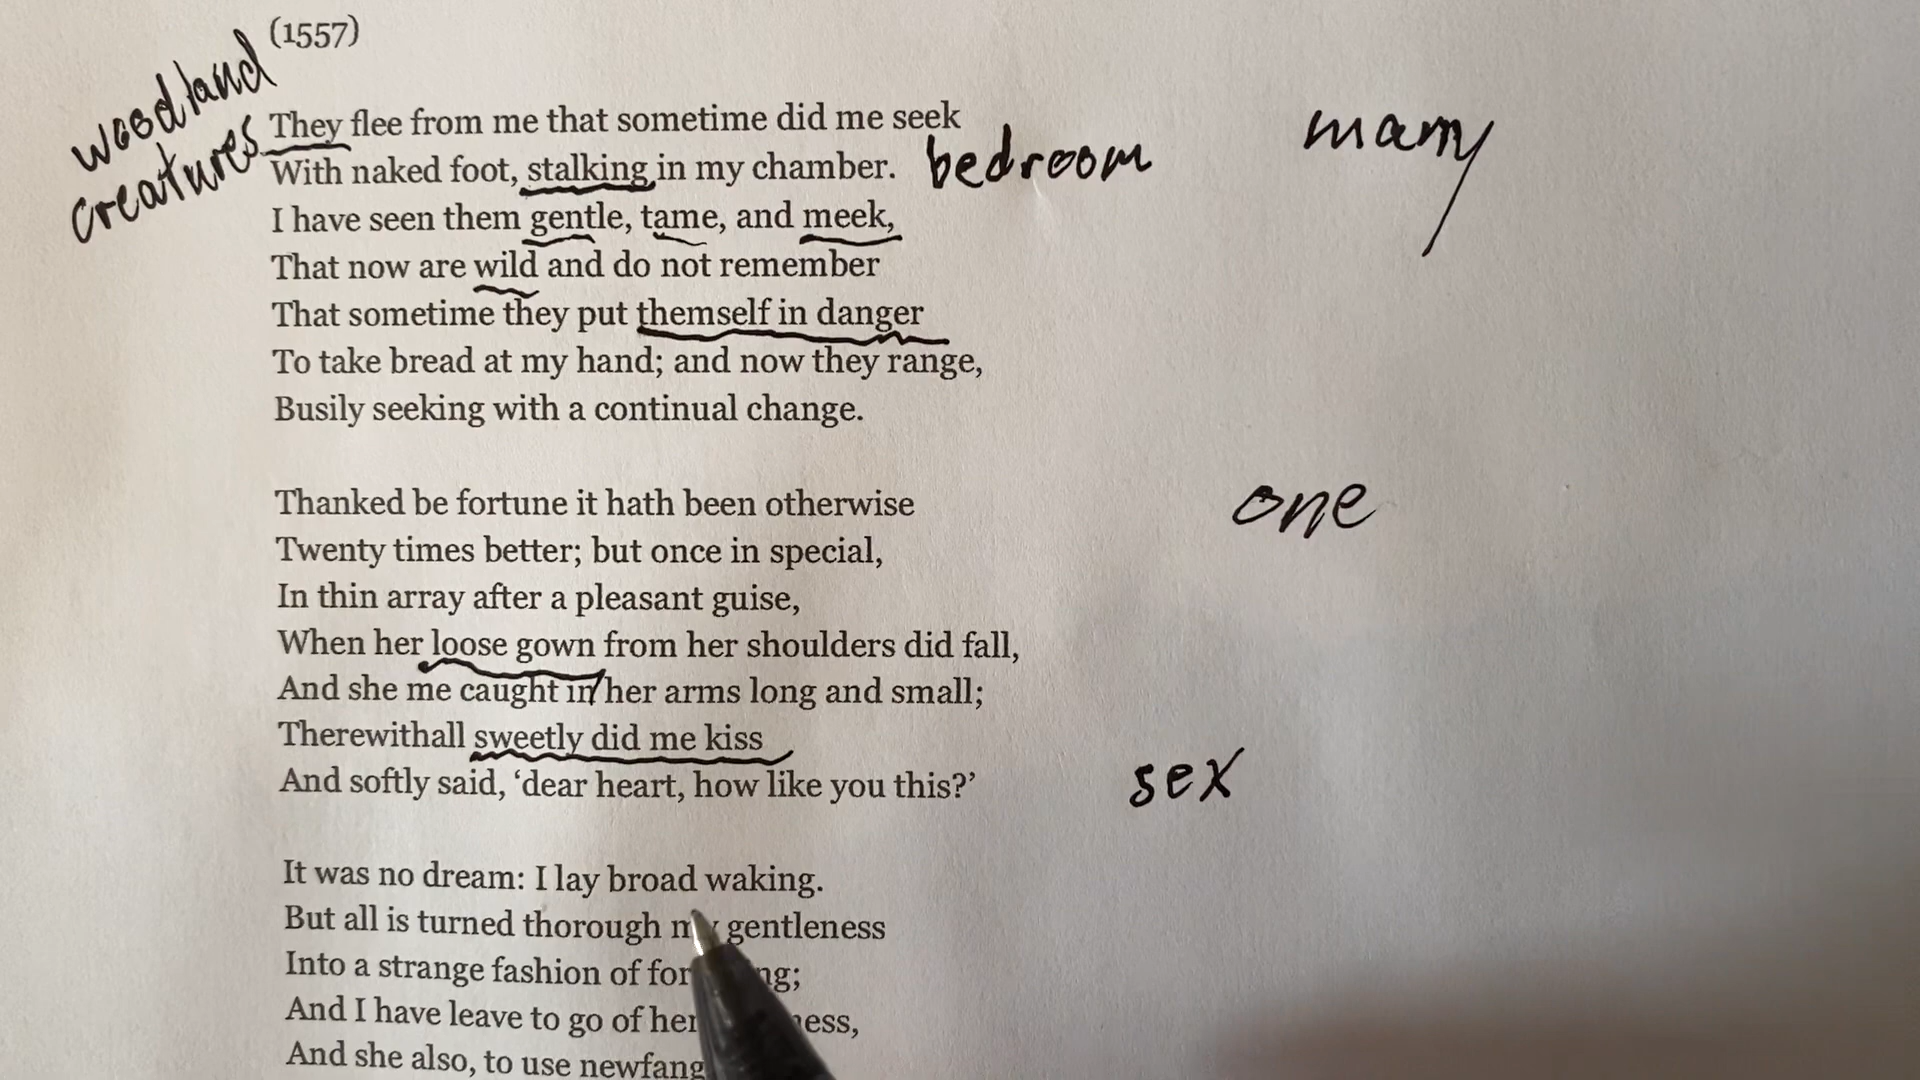 (1557)
woodland
creatures
They flee from me that sometime did me seek
many
With naked foot, stalking in my chamber.
bedroom
I have seen them gentle, tame, and meek,
That now are wild and do not remember
That sometime they put themself in danger
To take bread at my hand; and now they range,
Busily seeking with a continual change.
Thanked be fortune it hath been otherwise
one
Twenty times better; but once in special,
In thin array after a pleasant guise,
When her loose gown from her shoulders did fall,
And she me caught in her arms long and small;
Therewithall sweetly did me kiss
And softly said, ‘dear heart, how like you this?’
sex
It was no dream: I lay broad waking.
But all is turned thorough my gentleness
Into a strange fashion of
And I have leave to go of her
And she also, to use